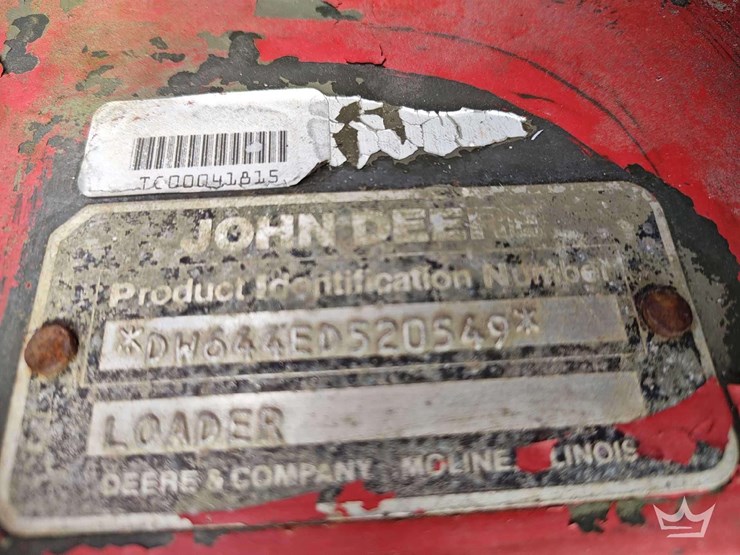 TC00041815
JOHN DEERE
Product Identification Number
*DW644ED520549*
LOADER
DEERE & COMPANY MOLINE, ILLINOIS